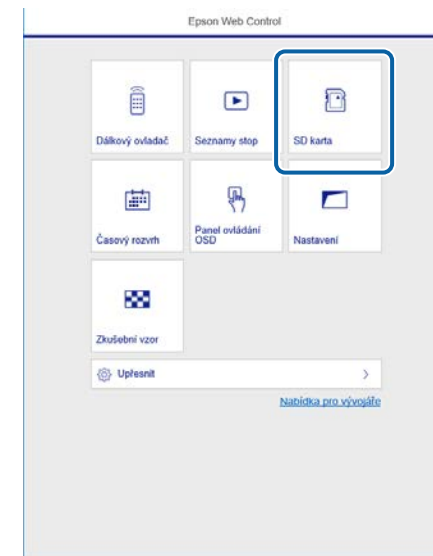 Epson Web Control
Dálkový ovladač
Seznamy stop
SD karta
Časový rozvrh
Panel ovládání
OSD
Nastavení
Zkušební vzor
Upřesnit
Nabídka pro vývojáře